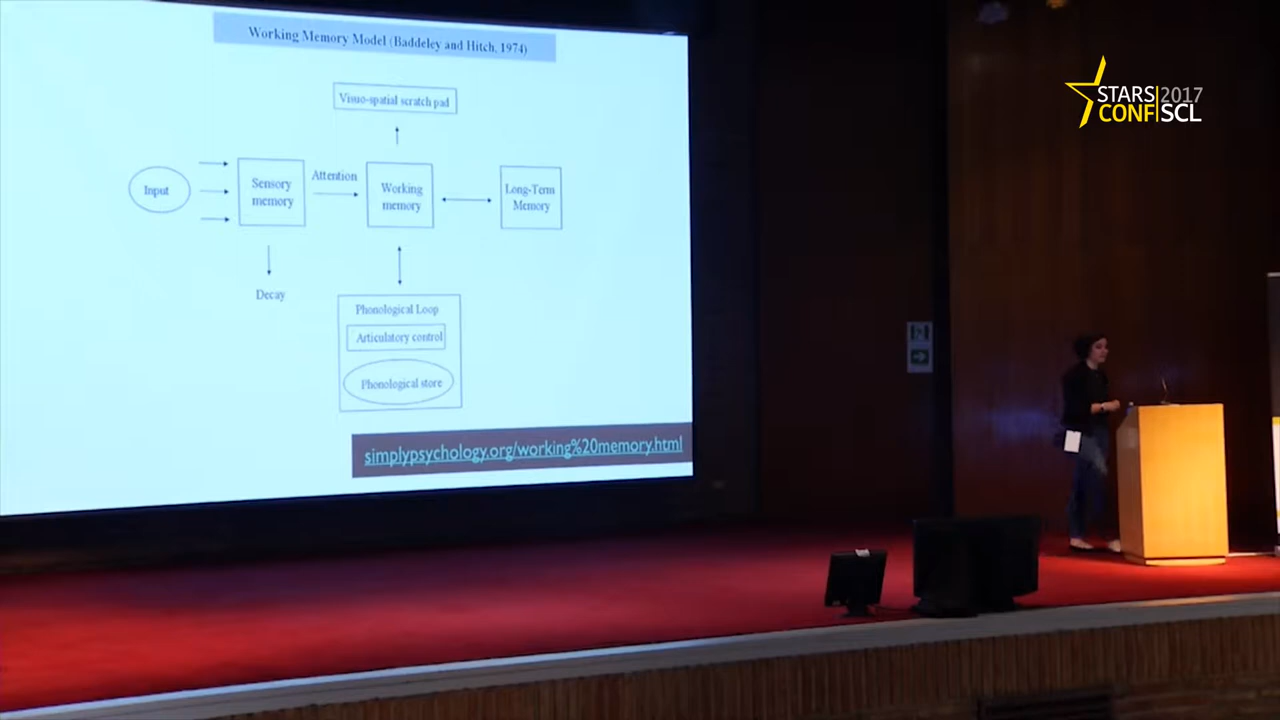 Working Memory Model (Baddeley and Hitch, 1974)
Visuo-spatial scratch pad
Input
Sensory
memory
Attention
Working
memory
Long-Term
Memory
Decay
Phonological Loop
Articulatory control
Phonological store
simplypsychology.org/working%20memory.html
STARS 2017
CONF SCL